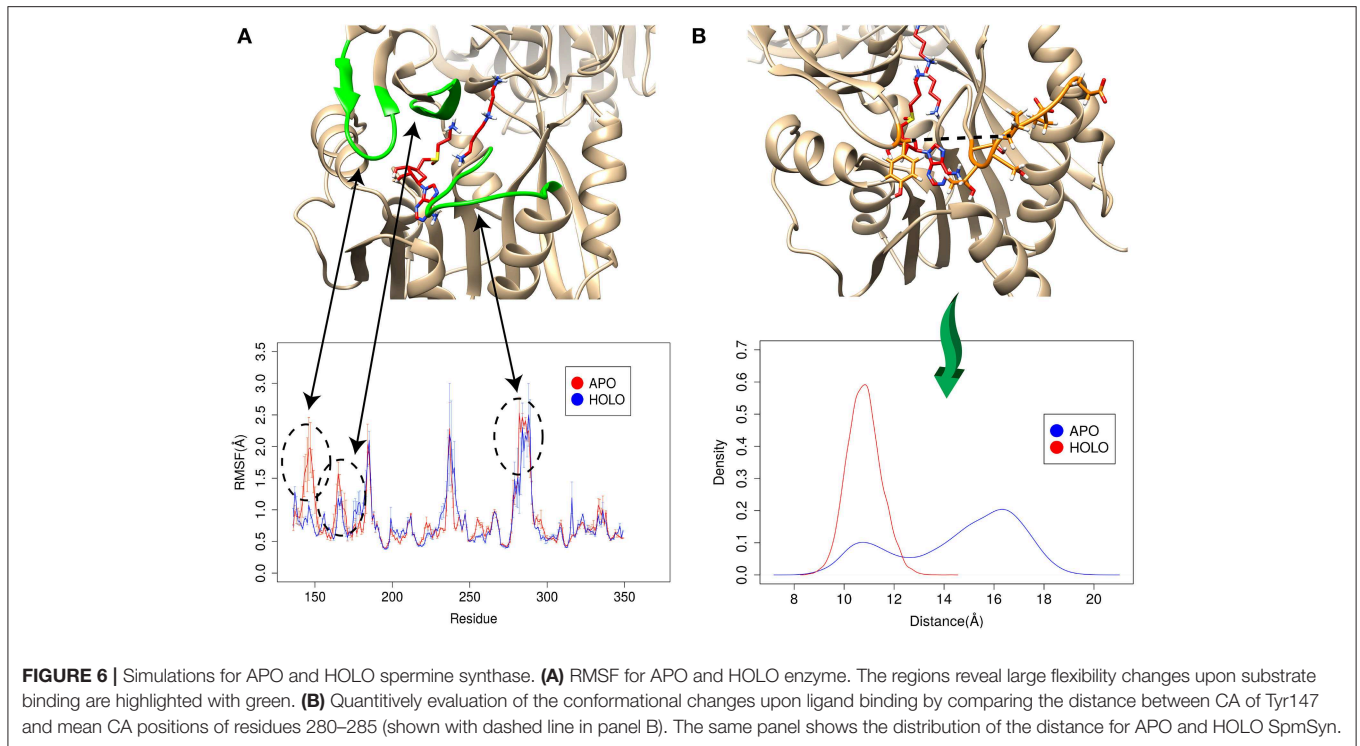 A
B
RMSF(Å)
0.0 0.5 1.0 1.5 2.0 2.5 3.0 3.5
APO
HOLO
150 200 250 300 350
Residue
Density
0.0 0.1 0.2 0.3 0.4 0.5 0.6 0.7
APO
HOLO
8 10 12 14 16 18 20
Distance(Å)
FIGURE 6 | Simulations for APO and HOLO spermine synthase. (A) RMSF for APO and HOLO enzyme. The regions reveal large flexibility changes upon substrate
binding are highlighted with green. (B) Quantitively evaluation of the conformational changes upon ligand binding by comparing the distance between CA of Tyr147
and mean CA positions of residues 280–285 (shown with dashed line in panel B). The same panel shows the distribution of the distance for APO and HOLO SpmSyn.